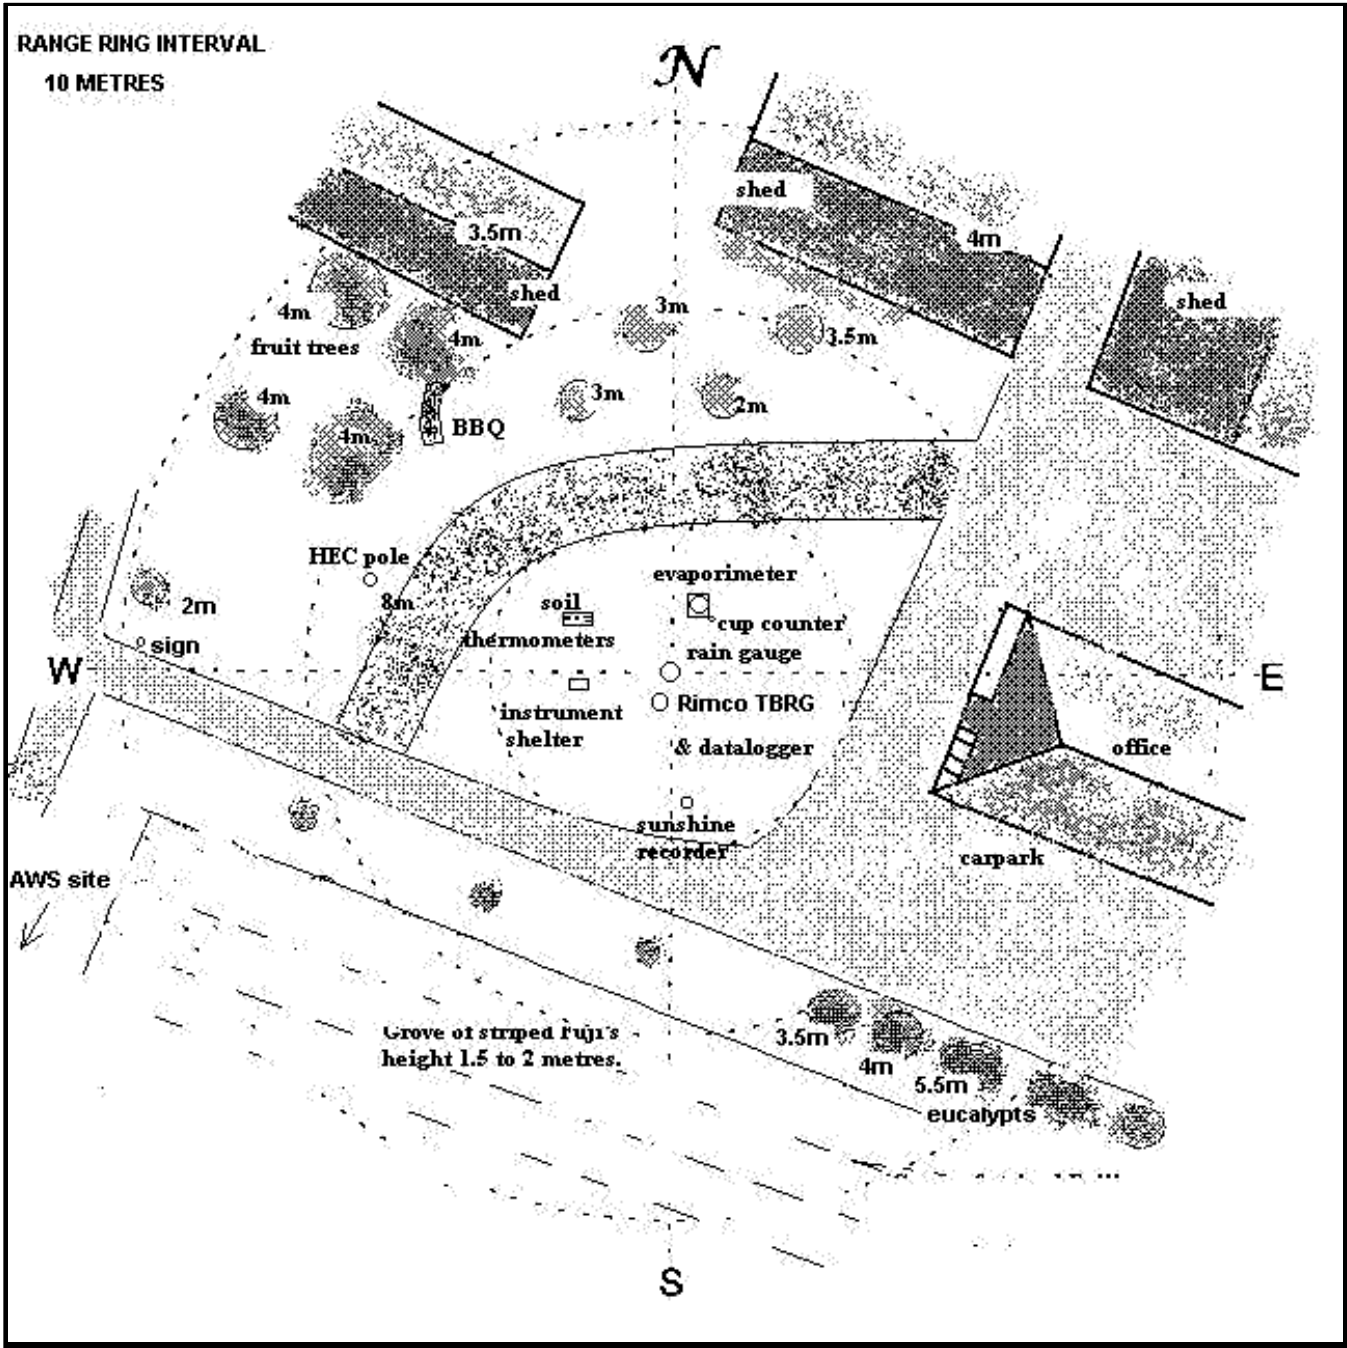 RANGE RING INTERVAL
10 METRES
N
shed
3.5m
4m
shed
shed
4m
3m
4m
3.5m
fruit trees
4m
3m
2m
4m
BBQ
HEC pole
evaporimeter
8m
soil
2m
cup counter
thermometers
sign
rain gauge
W
E
Rimco TBRG
instrument
shelter
& datalogger
office
sunshine
recorder
carpark
AWS site
Grove of striped Fuji's
3.5m
height 1.5 to 2 metres.
4m
5.5m
eucalypts
S